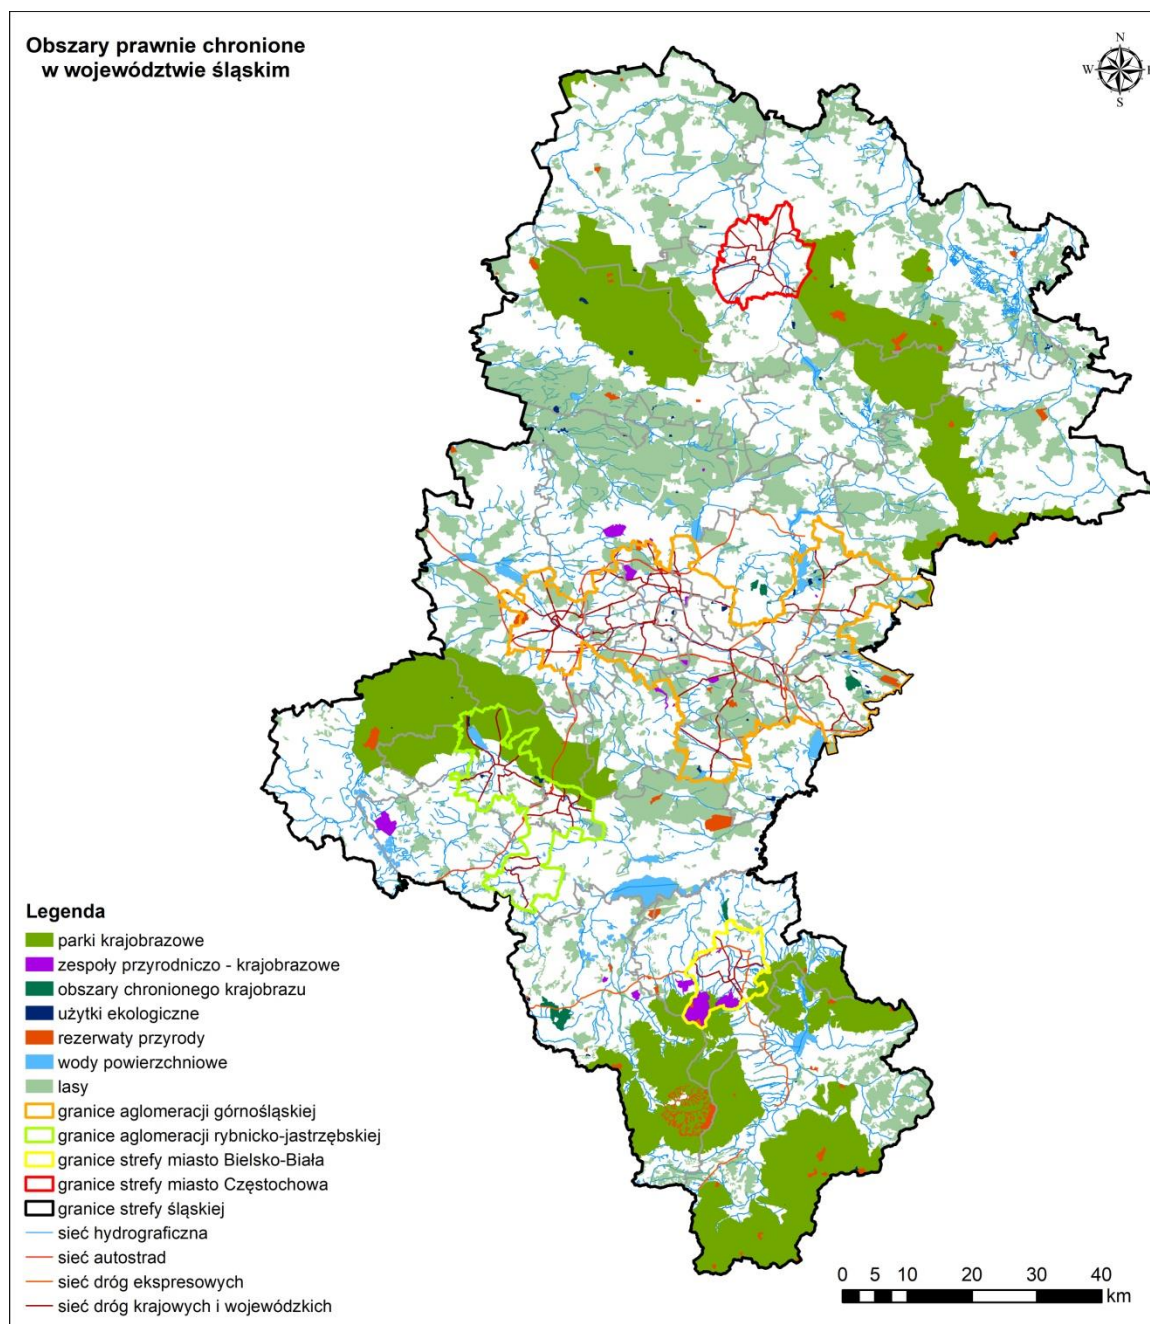 Obszary prawnie chronione
w województwie śląskim
N
W E
S
Legenda
parki krajobrazowe
zespoły przyrodniczo - krajobrazowe
obszary chronionego krajobrazu
użytki ekologiczne
rezerwaty przyrody
wody powierzchniowe
lasy
granice aglomeracji górnośląskiej
granice aglomeracji rybnicko-jastrzębskiej
granice strefy miasto Bielsko-Biała
granice strefy miasto Częstochowa
granice strefy śląskiej
sieć hydrograficzna
sieć autostrad
sieć dróg ekspresowych
sieć dróg krajowych i wojewódzkich
0 5 10 20 30 40
km